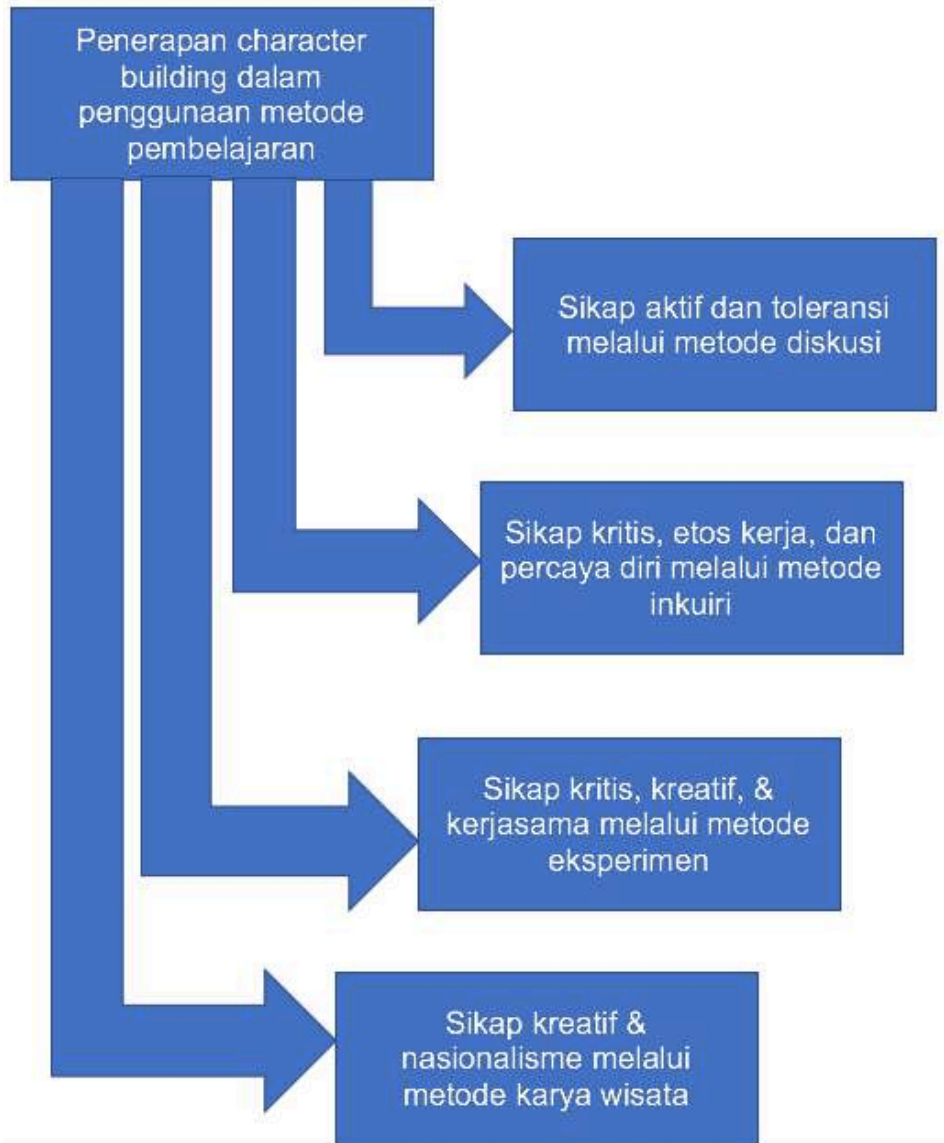 Penerapan character
building dalam
penggunaan metode
pembelajaran
Sikap aktif dan toleransi
melalui metode diskusi
Sikap kritis, etos kerja, dan
percaya diri melalui metode
inkuiri
Sikap kritis, kreatif, &
kerjasama melalui metode
eksperimen
Sikap kreatif &
nasionalisme melalui
metode karya wisata